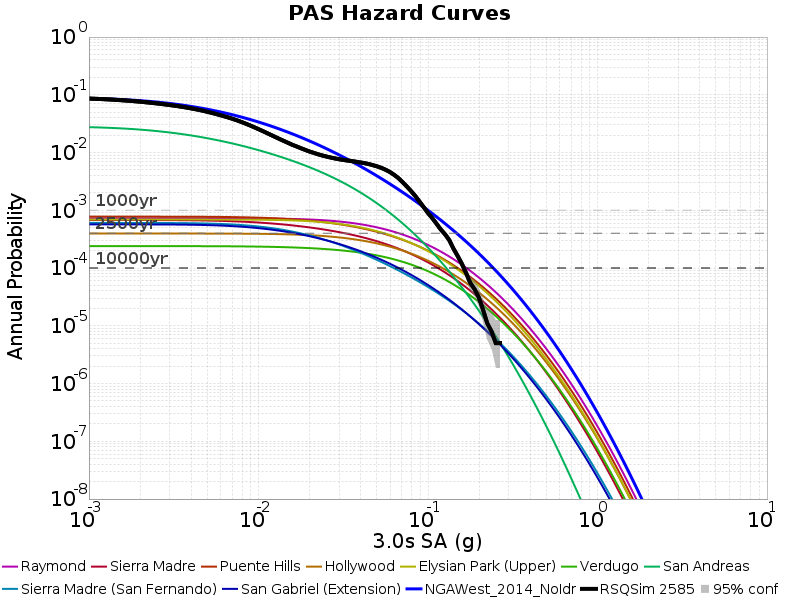 PAS Hazard Curves
Annual Probability
10^0
10^-1
10^-2
10^-3
10^-4
10^-5
10^-6
10^-7
10^-8
1000yr
2500yr
10000yr
10^-3 10^-2 10^-1 10^0 10^1
3.0s SA (g)
Raymond Sierra Madre Puente Hills Hollywood Elysian Park (Upper) Verdugo San Andreas
Sierra Madre (San Fernando) San Gabriel (Extension) NGAWest_2014_NoIdr RSQSim 2585 95% conf